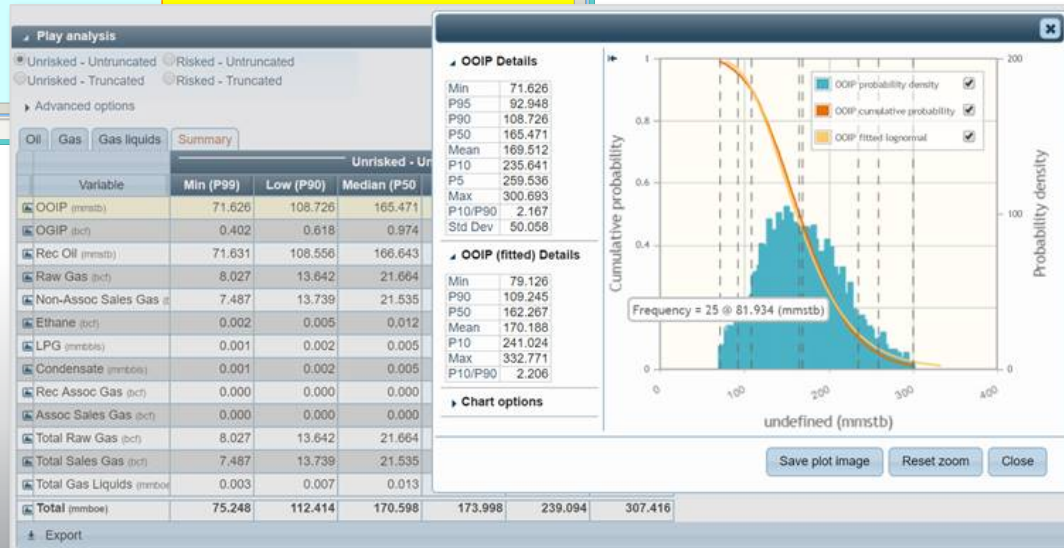 Play analysis
Unrisked - Untruncated Risked - Untruncated
Unrisked - Truncated Risked - Truncated
Advanced options
Oil Gas Gas liquids Summary
Unrisked - Un
Variable Min (P99) Low (P90) Median (P50
OOIP (mmstb) 71.626 108.726 165.471
OGIP (bcf) 0.402 0.618 0.974
Rec Oil (mmstb) 71.631 108.556 166.643
Raw Gas (bcf) 8.027 13.642 21.664
Non-Assoc Sales Gas 7.487 13.739 21.535
Ethane (bcf) 0.002 0.005 0.012
LPG (mmbbls) 0.001 0.002 0.005
Condensate (mmbbls) 0.001 0.002 0.005
Rec Assoc Gas (bcf) 0.000 0.000 0.000
Assoc Sales Gas (bcf) 0.000 0.000 0.000
Total Raw Gas (bcf) 8.027 13.642 21.664
Total Sales Gas (bcf) 7.487 13.739 21.535
Total Gas Liquids (mmboe 0.003 0.007 0.013
Total (mmboe) 75.248 112.414 170.598 173.998 239.094 307.416
Export
OOIP Details
Min 71.626
P95 92.948
P90 108.726
P50 165.471
Mean 169.512
P10 235.641
P5 259.536
Max 300.693
P10/P90 2.167
Std Dev 50.058
OOIP (fitted) Details
Min 79.126
P90 109.245
P50 162.267
Mean 170.188
P10 241.024
Max 332.771
P10/P90 2.206
Chart options
Cumulative probability
1
0.8
0.6
0.4
0
OOIP probability density
OOIP cumulative probability
OOIP fitted lognormal
Frequency = 25 @ 81.934 (mmstb)
200
100
0
Probability density
0 100 200 300 400
undefined (mmstb)
Save plot image Reset zoom Close